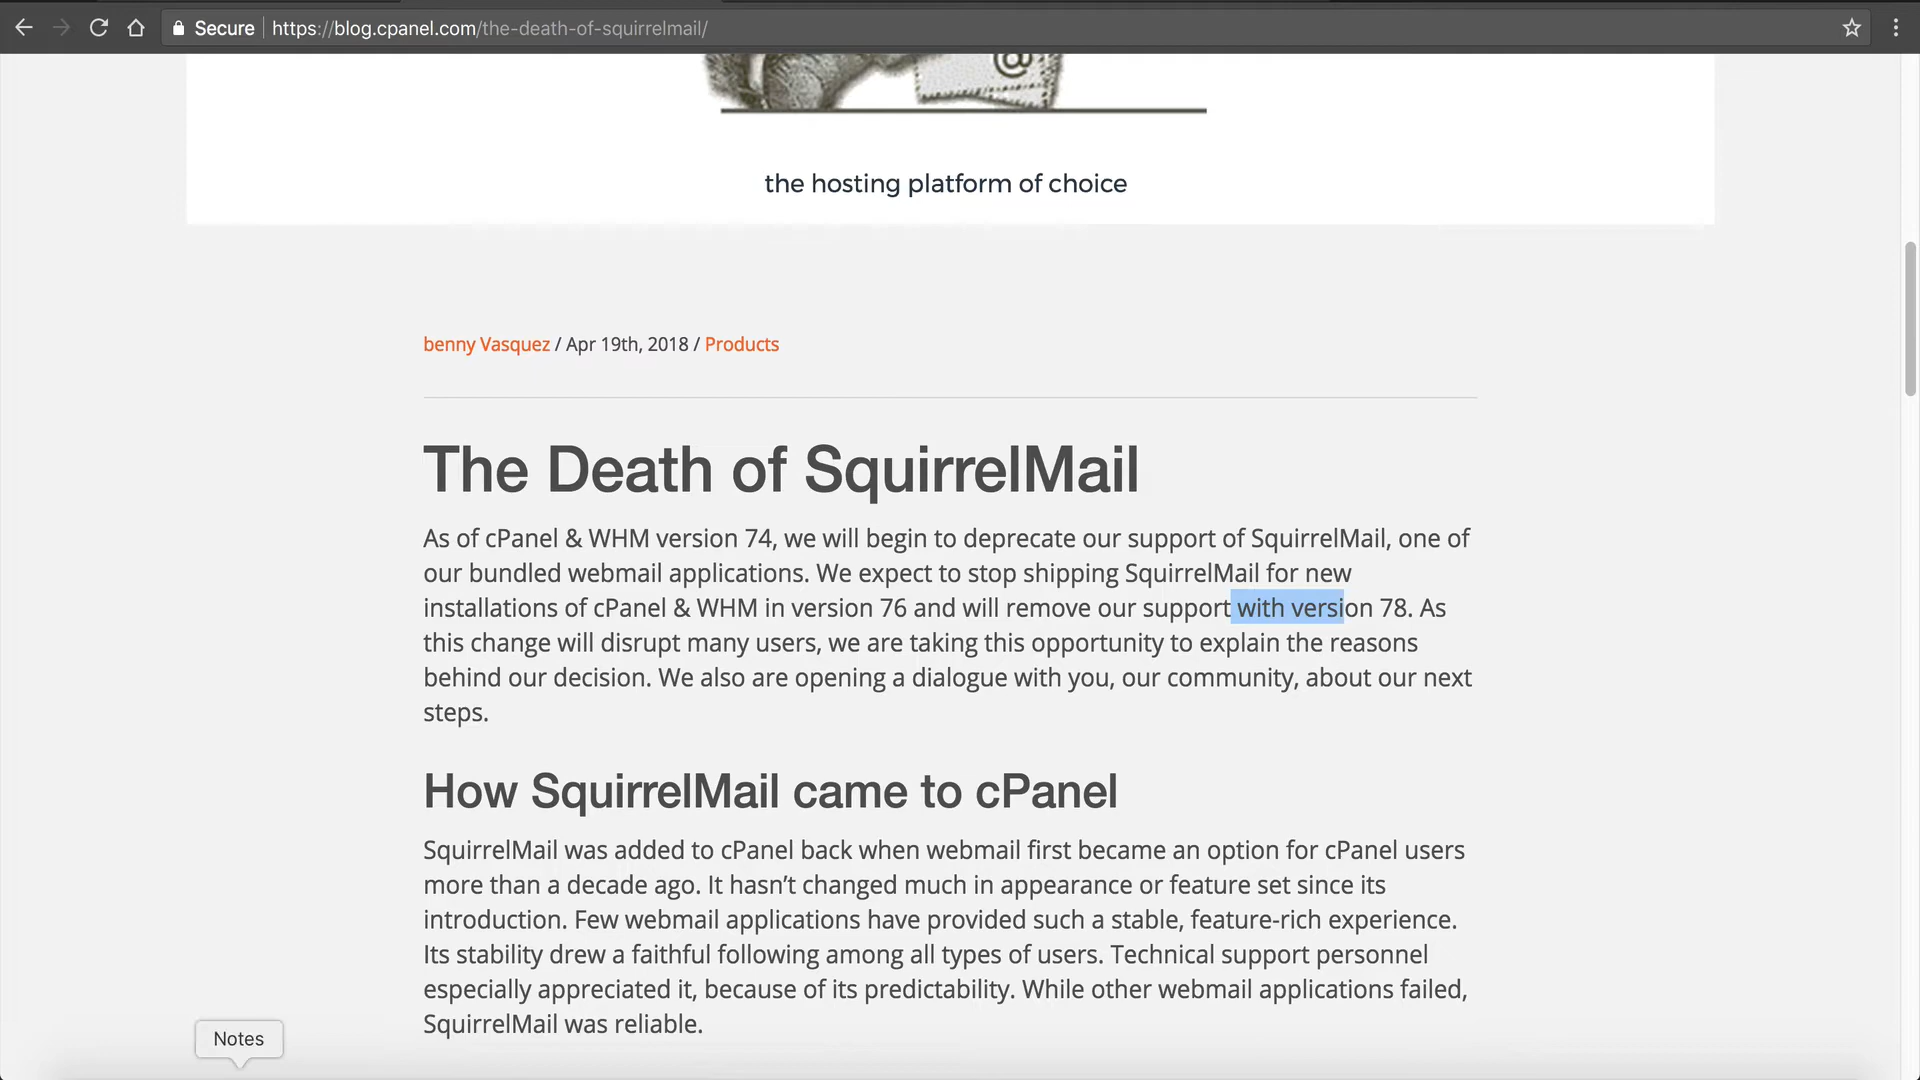 Secure https://blog.cpanel.com/the-death-of-squirrelmail/
@
the hosting platform of choice
benny Vasquez / Apr 19th, 2018 / Products
The Death of SquirrelMail
As of cPanel & WHM version 74, we will begin to deprecate our support of SquirrelMail, one of
our bundled webmail applications. We expect to stop shipping SquirrelMail for new
installations of cPanel & WHM in version 76 and will remove our support with version 78. As
this change will disrupt many users, we are taking this opportunity to explain the reasons
behind our decision. We also are opening a dialogue with you, our community, about our next
steps.
How SquirrelMail came to cPanel
SquirrelMail was added to cPanel back when webmail first became an option for cPanel users
more than a decade ago. It hasn’t changed much in appearance or feature set since its
introduction. Few webmail applications have provided such a stable, feature-rich experience.
Its stability drew a faithful following among all types of users. Technical support personnel
especially appreciated it, because of its predictability. While other webmail applications failed,
SquirrelMail was reliable.
Notes